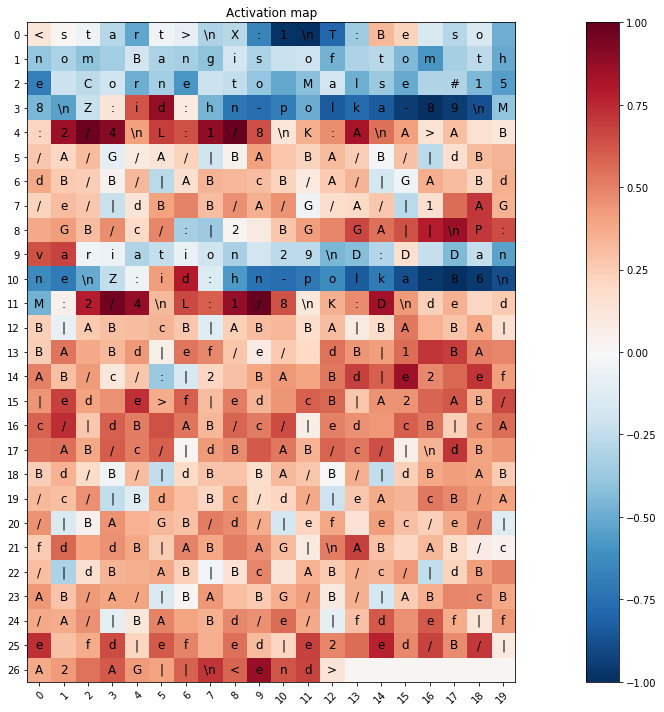 Activation map
0 < s t a r t > \n X : 1 \n T : B e s o
1 n o m B a n g i s o f t o m t h
2 e C o r n e t o M a l s e # 1 5
3 8 \n Z : i d : h n - p o l k a - 8 9 \n M
4 : 2 / 4 \n L : 1 / 8 \n K : A \n A > A B
5 / A / G / A / | B A B A / B / | d B
6 d B / B / | A B c B / A / | G A B d
7 / e / | d B B / A / G / A / | 1 A G
8 G B / c / : | 2 B G G A | | \n P :
9 v a r i a t i o n 2 9 \n D : D D a n
10 n e \n Z : i d : h n - p o l k a - 8 6 \n
11 M : 2 / 4 \n L : 1 / 8 \n K : D \n d e d
12 B | A B c B | A B B A | B A B A |
13 B A B d | e f / e / d B | 1 B A
14 A B / c / : | 2 B A B d | e 2 e f
15 | e d e > f | e d c B | A 2 A B /
16 c / | d B A B / c / | e d c B | c A
17 A B / c / | d B A B / c / | \n d B
18 B d / B / | d B B A / B / | d B A B
19 / c / | B d B c / d / | e A c B / A
20 / | B A G B / d / | e f e c / e / |
21 f d d B | A B A G | \n A B A B / c
22 / | d B A B | B c A B / c / | d B
23 A B / A / | B A B G / B / | A B c B
24 / A / | B A B d / e / | f d e f | f
25 e f d | e f e d | e 2 e d / B / |
26 A 2 A G | | \n < e n d >
0 1 2 3 4 5 6 7 8 9 10 11 12 13 14 15 16 17 18 19
1.00
0.75
0.50
0.25
0.00
−0.25
−0.50
−0.75
−1.00